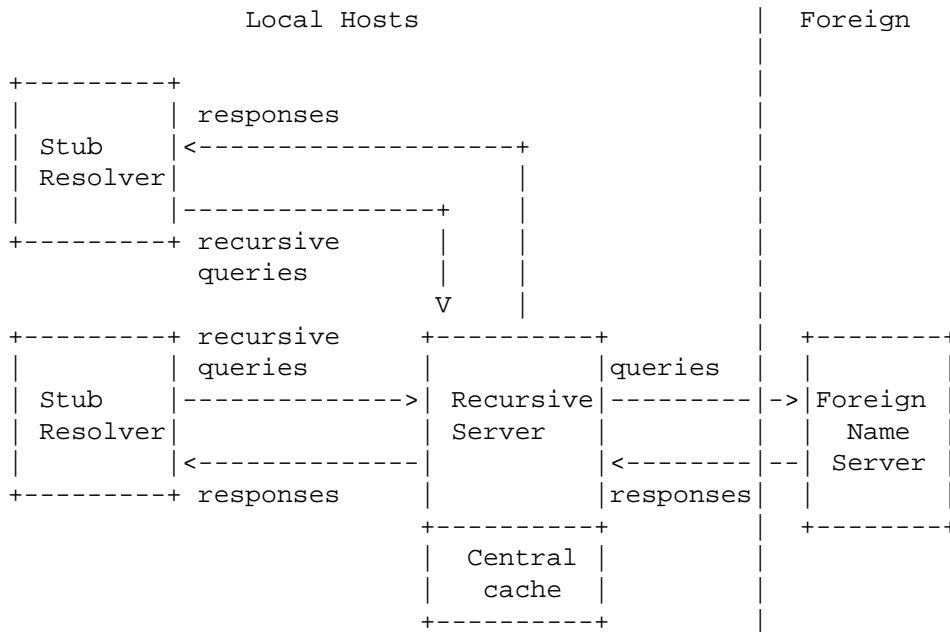 Local Hosts | Foreign
|
|
+---------+ |
| | responses |
| Stub |<--------------------+ |
| Resolver| | |
| |----------------+ | |
+---------+ recursive | | |
queries | | |
V | |
+---------+ recursive +----------+ | +--------+
| | queries | |queries | | |
| Stub |-------------->| Recursive|---------|->|Foreign |
| Resolver| | Server | | | Name |
| |<--------------| |<--------|--| Server |
+---------+ responses | |responses| | |
+----------+ | +--------+
| Central | |
| cache | |
+----------+ |